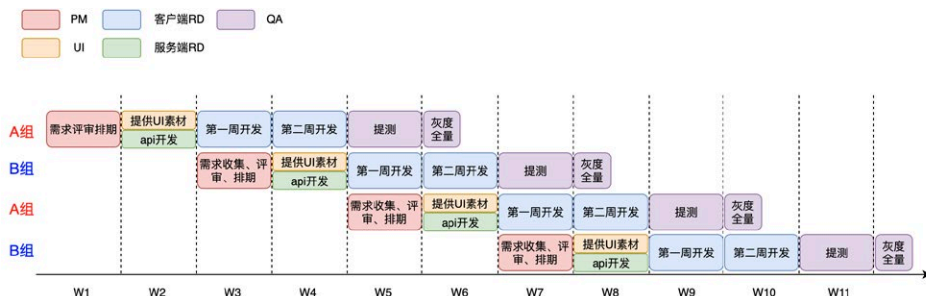 PM
客户端RD
QA
UI
服务端RD
A组
需求评审排期
提供UI素材
api开发
第一周开发
第二周开发
提测
灰度
全量
B组
需求收集、评
审、排期
提供UI素材
api开发
第一周开发
第二周开发
提测
灰度
全量
A组
需求收集、评
审、排期
提供UI素材
api开发
第一周开发
第二周开发
提测
灰度
全量
B组
需求收集、评
审、排期
提供UI素材
api开发
第一周开发
第二周开发
提测
灰度
全量
W1
W2
W3
W4
W5
W6
W7
W8
W9
W10
W11